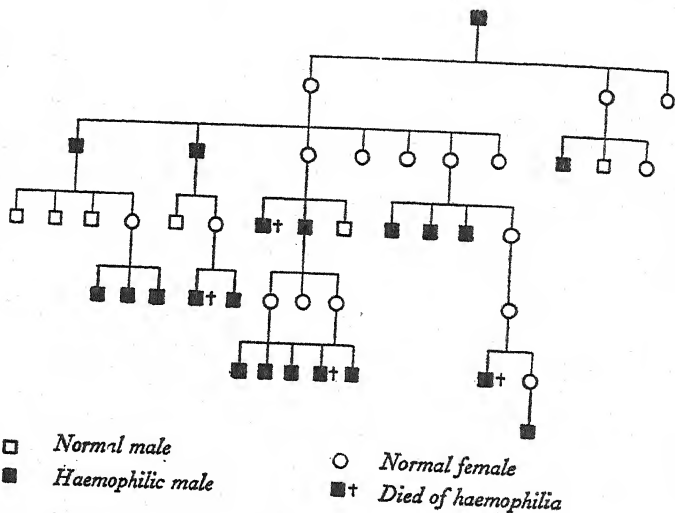 Normal male
Haemophilic male
Normal female
† Died of haemophilia
†
†
†
†